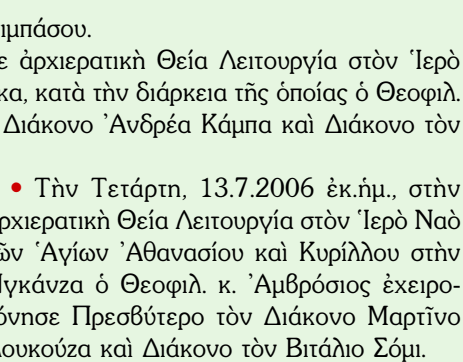 ιμπάσου.
ε ἀρχιερατικὴ Θεία Λειτουργία στὸν Ἱερὸ
κα, κατὰ τὴν διάρκεια τῆς ὁποίας ὁ Θεοφιλ.
Διάκονο Ἀνδρέα Κάμπα καὶ Διάκονο τὸν
• Τὴν Τετάρτη, 13.7.2006 ἐκ.ἡμ., στὴν
ρχιερατικὴ Θεία Λειτουργία στὸν Ἱερὸ Ναὸ
ῶν Ἁγίων Ἀθανασίου καὶ Κυρίλλου στὴν
Νγκάνζα ὁ Θεοφιλ. κ. Ἀμβρόσιος ἐχειρο-
όνησε Πρεσβύτερο τὸν Διάκονο Μαρτῖνο
Λουκούζα καὶ Διάκονο τὸν Βιτάλιο Σόμι.